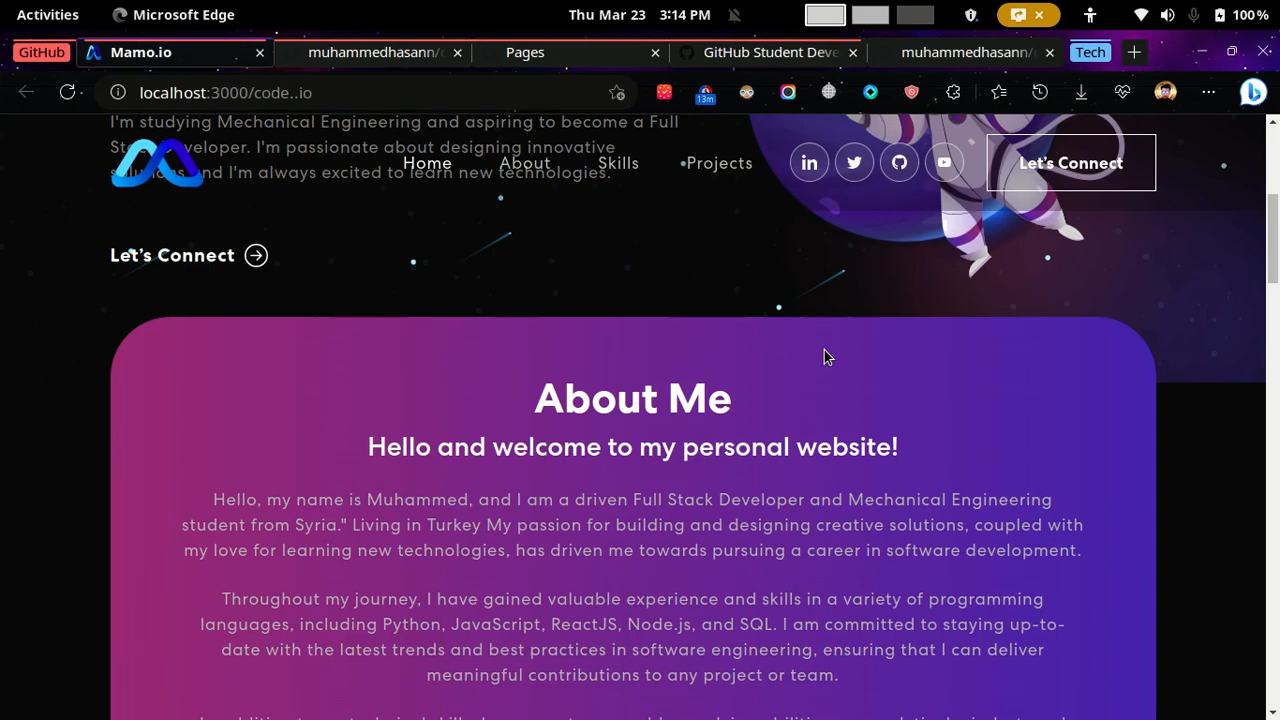 Activities
Microsoft Edge
Thu Mar 23 3:14 PM
100%
GitHub
Mamo.io
muhammedhasann/
Pages
GitHub Student Deve
muhammedhasann/
Tech
localhost:3000/code..io
13m
I'm studying Mechanical Engineering and aspiring to become a Full
Home
About
Skills
Projects
in
Let's Connect
and I'm always excited to learn new technologies.
eloper. I'm passionate about designing innovative
Let's Connect
About Me
Hello and welcome to my personal website!
Hello, my name is Muhammed, and I am a driven Full Stack Developer and Mechanical Engineering
student from Syria." Living in Turkey My passion for building and designing creative solutions, coupled with
my love for learning new technologies, has driven me towards pursuing a career in software development.
Throughout my journey, I have gained valuable experience and skills in a variety of programming
languages, including Python, JavaScript, ReactJS, Node.js, and SQL. I am committed to staying up-to-
date with the latest trends and best practices in software engineering, ensuring that I can deliver
meaningful contributions to any project or team.